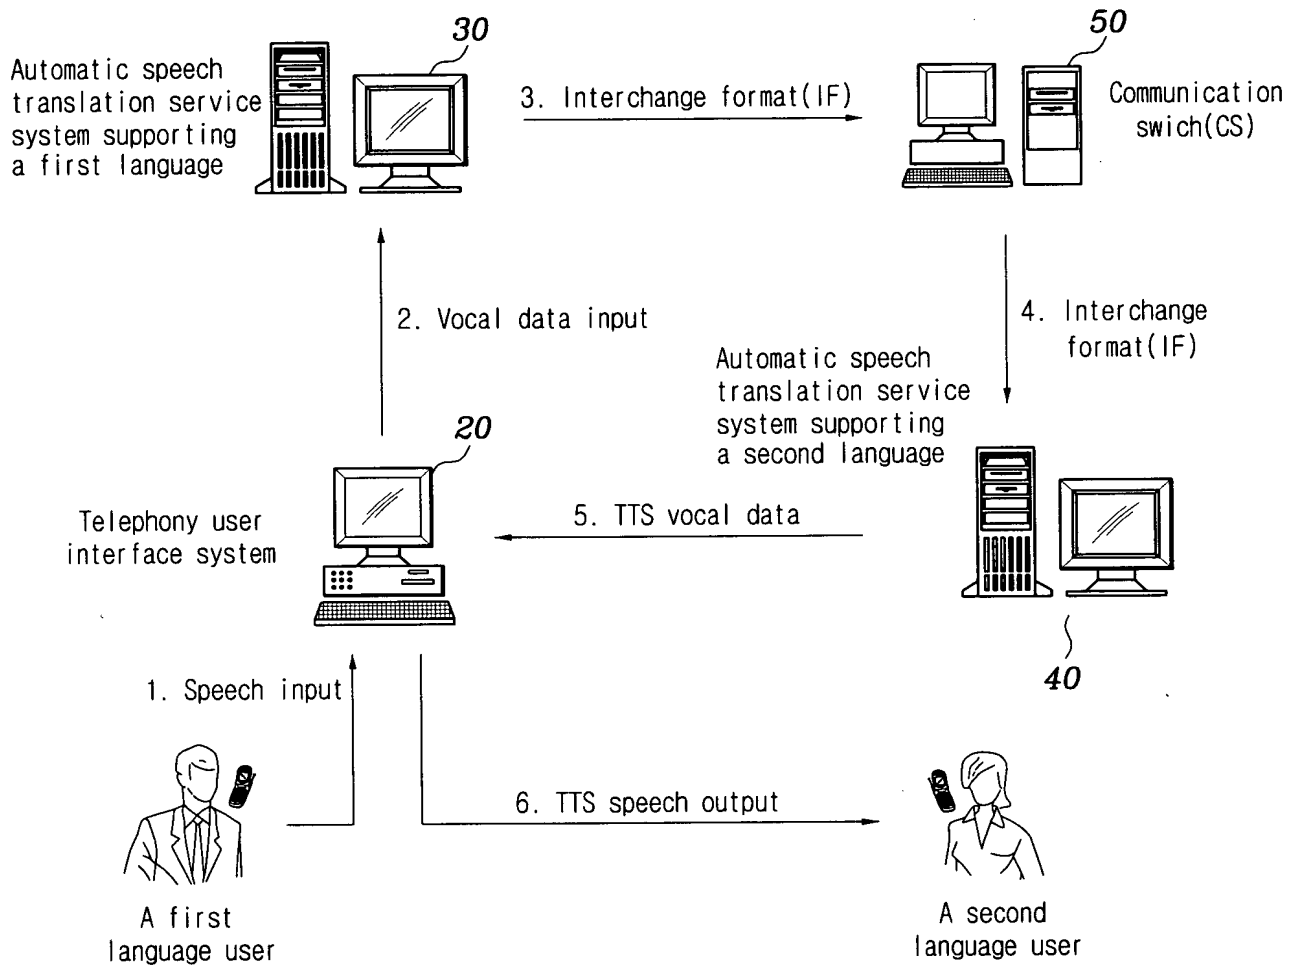 30
50
Automatic speech
translation service
system supporting
a first language
3. Interchange format(IF)
Communication
swich(CS)
2. Vocal data input
4. Interchange
format(IF)
Automatic speech
translation service
system supporting
a second language
20
Telephony user
interface system
5. TTS vocal data
40
1. Speech input
6. TTS speech output
A first
language user
A second
language user